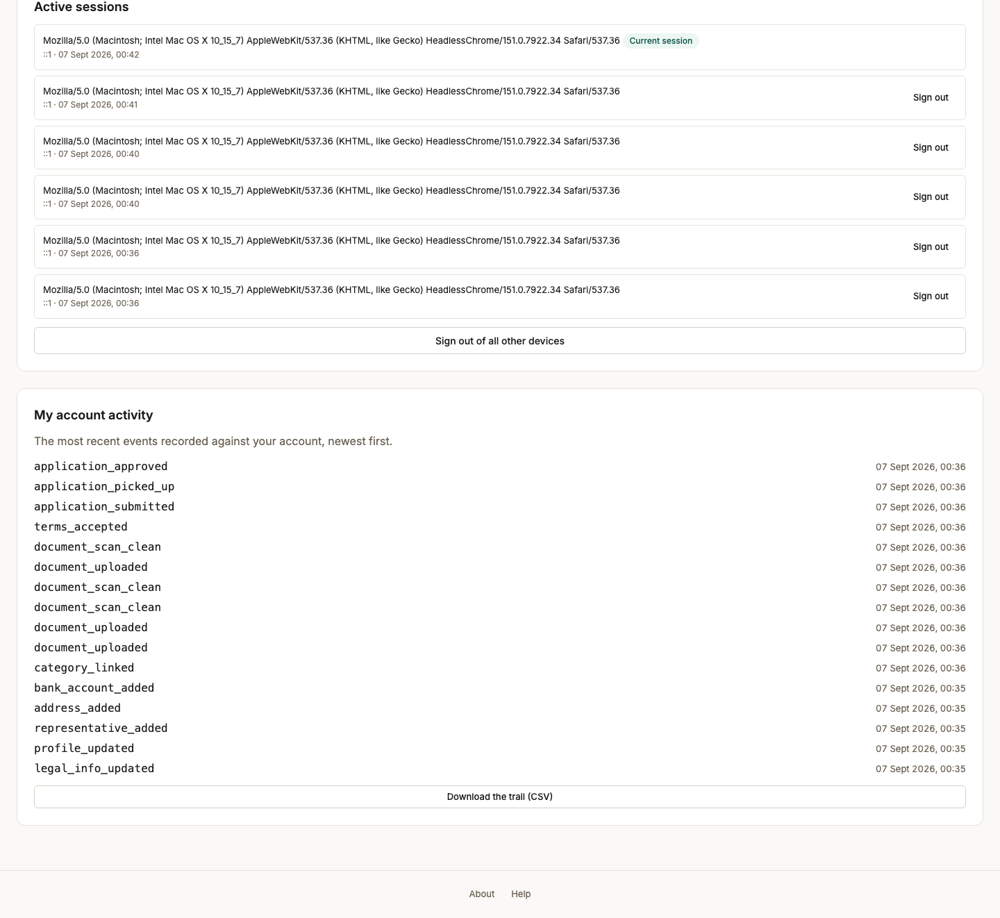 Active sessions
Mozilla/5.0 (Macintosh; Intel Mac OS X 10_15_7) AppleWebKit/537.36 (KHTML, like Gecko) HeadlessChrome/151.0.7922.34 Safari/537.36 Current session
::1 · 07 Sept 2026, 00:42
Mozilla/5.0 (Macintosh; Intel Mac OS X 10_15_7) AppleWebKit/537.36 (KHTML, like Gecko) HeadlessChrome/151.0.7922.34 Safari/537.36
::1 · 07 Sept 2026, 00:41
Sign out
Mozilla/5.0 (Macintosh; Intel Mac OS X 10_15_7) AppleWebKit/537.36 (KHTML, like Gecko) HeadlessChrome/151.0.7922.34 Safari/537.36
::1 · 07 Sept 2026, 00:40
Sign out
Mozilla/5.0 (Macintosh; Intel Mac OS X 10_15_7) AppleWebKit/537.36 (KHTML, like Gecko) HeadlessChrome/151.0.7922.34 Safari/537.36
::1 · 07 Sept 2026, 00:40
Sign out
Mozilla/5.0 (Macintosh; Intel Mac OS X 10_15_7) AppleWebKit/537.36 (KHTML, like Gecko) HeadlessChrome/151.0.7922.34 Safari/537.36
::1 · 07 Sept 2026, 00:36
Sign out
Mozilla/5.0 (Macintosh; Intel Mac OS X 10_15_7) AppleWebKit/537.36 (KHTML, like Gecko) HeadlessChrome/151.0.7922.34 Safari/537.36
::1 · 07 Sept 2026, 00:36
Sign out
Sign out of all other devices
My account activity
The most recent events recorded against your account, newest first.
application_approved 07 Sept 2026, 00:36
application_picked_up 07 Sept 2026, 00:36
application_submitted 07 Sept 2026, 00:36
terms_accepted 07 Sept 2026, 00:36
document_scan_clean 07 Sept 2026, 00:36
document_uploaded 07 Sept 2026, 00:36
document_scan_clean 07 Sept 2026, 00:36
document_scan_clean 07 Sept 2026, 00:36
document_uploaded 07 Sept 2026, 00:36
document_uploaded 07 Sept 2026, 00:36
category_linked 07 Sept 2026, 00:36
bank_account_added 07 Sept 2026, 00:35
address_added 07 Sept 2026, 00:35
representative_added 07 Sept 2026, 00:35
profile_updated 07 Sept 2026, 00:35
legal_info_updated 07 Sept 2026, 00:35
Download the trail (CSV)
About Help